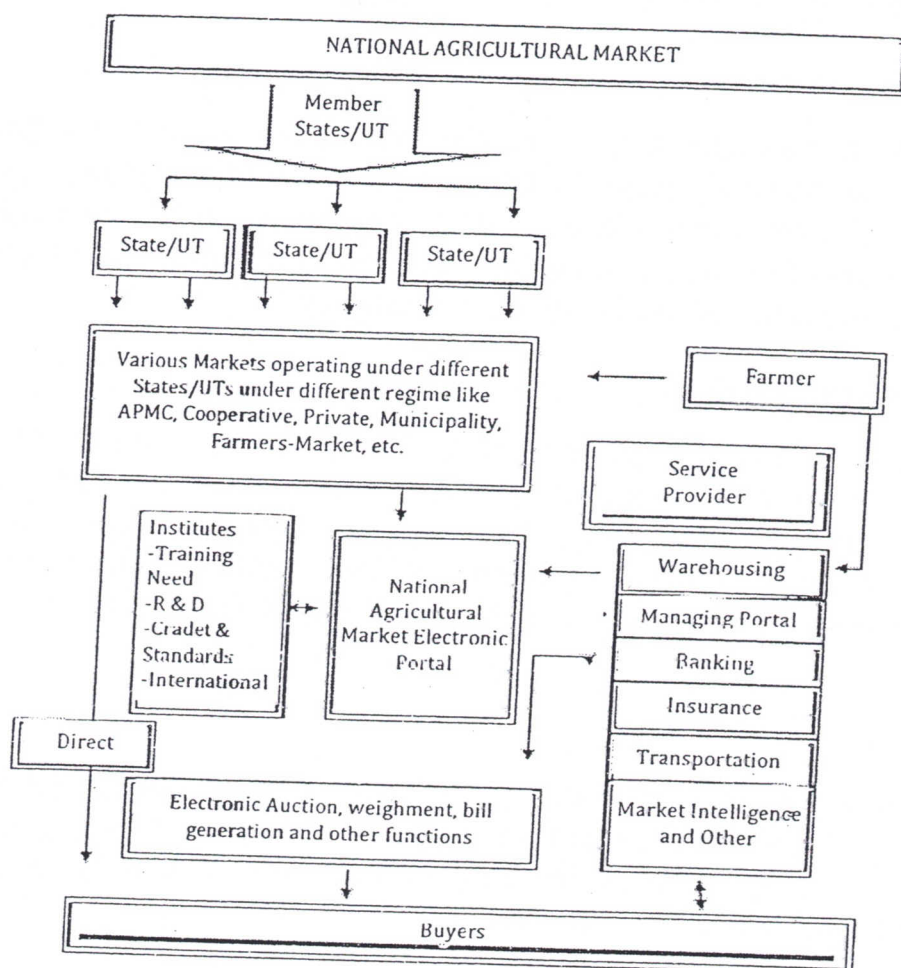 NATIONAL AGRICULTURAL MARKET
Member
States/UT
State/UT
State/UT
State/UT
Various Markets operating under different
States/UTs under different regime like
APMC, Cooperative, Private, Municipality,
Farmers-Market, etc.
Farmer
Service
Provider
Institutes
-Training
Need
-R & D
-Cradet &
Standards
-International
National
Agricultural
Market Electronic
Portal
Warehousing
Managing Portal
Banking
Insurance
Transportation
Market Intelligence
and Other
Direct
Electronic Auction, weighment, bill
generation and other functions
Buyers